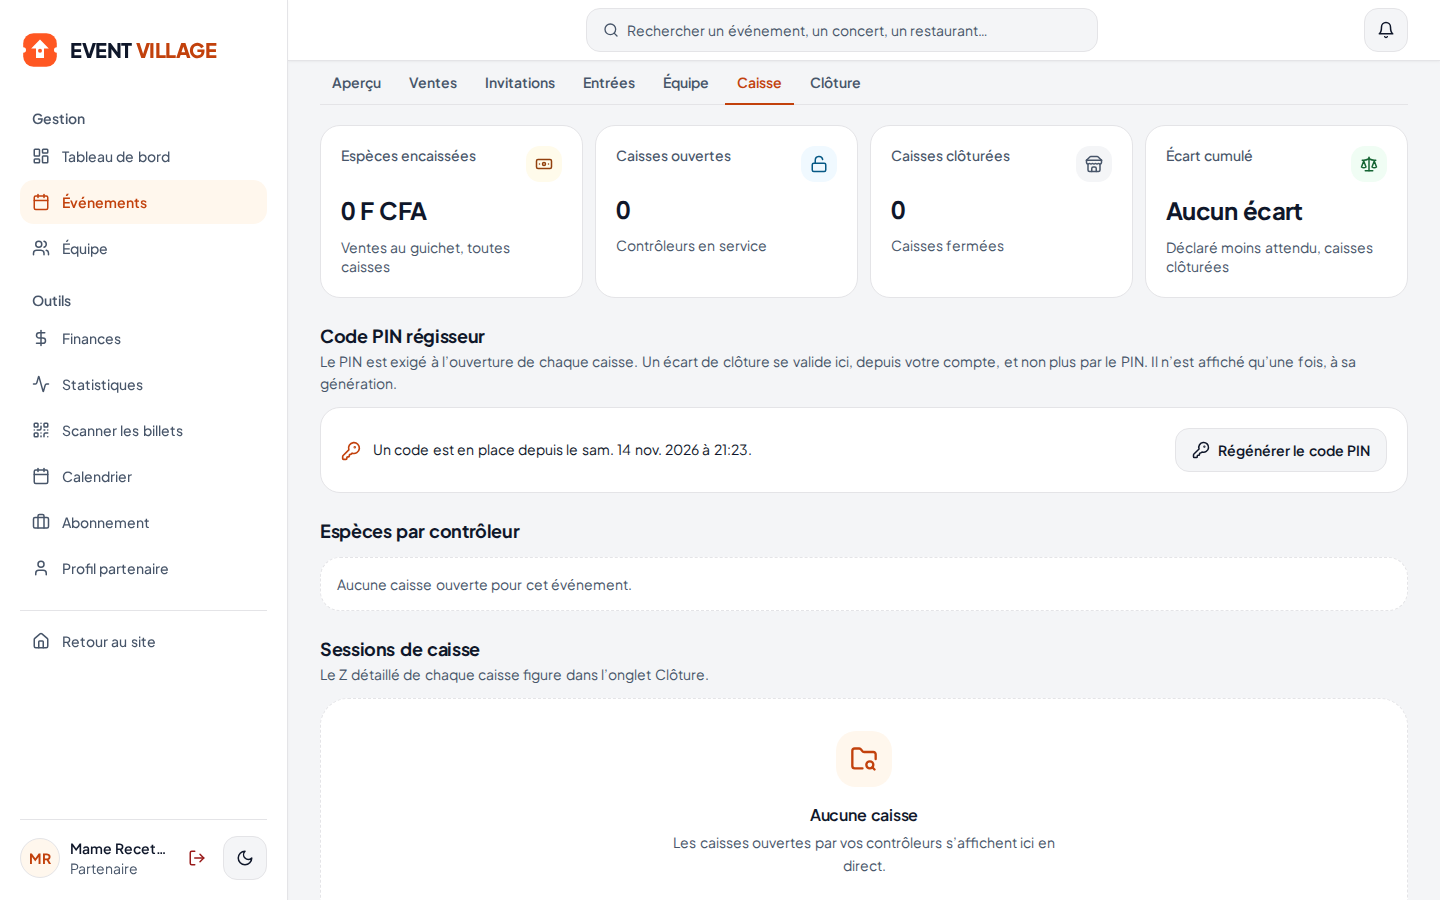 EVENT VILLAGE
Rechercher un événement, un concert, un restaurant…
Gestion
Tableau de bord
Événements
Équipe
Outils
Finances
Statistiques
Scanner les billets
Calendrier
Abonnement
Profil partenaire
Retour au site
MR
Mame Recet…
Partenaire
Aperçu
Ventes
Invitations
Entrées
Équipe
Caisse
Clôture
Espèces encaissées
0 F CFA
Ventes au guichet, toutes
caisses
Caisses ouvertes
0
Contrôleurs en service
Caisses clôturées
0
Caisses fermées
Écart cumulé
Aucun écart
Déclaré moins attendu, caisses
clôturées
Code PIN régisseur
Le PIN est exigé à l’ouverture de chaque caisse. Un écart de clôture se valide ici, depuis votre compte, et non plus par le PIN. Il n’est affiché qu’une fois, à sa
génération.
Un code est en place depuis le sam. 14 nov. 2026 à 21:23.
Régénérer le code PIN
Espèces par contrôleur
Aucune caisse ouverte pour cet événement.
Sessions de caisse
Le Z détaillé de chaque caisse figure dans l’onglet Clôture.
Aucune caisse
Les caisses ouvertes par vos contrôleurs s’affichent ici en
direct.